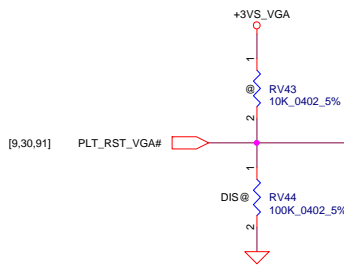 +3VS_VGA
1
@ RV43
10K_0402_5%
2
[9,30,91] PLT_RST_VGA#
1
DIS@ RV44
100K_0402_5%
2